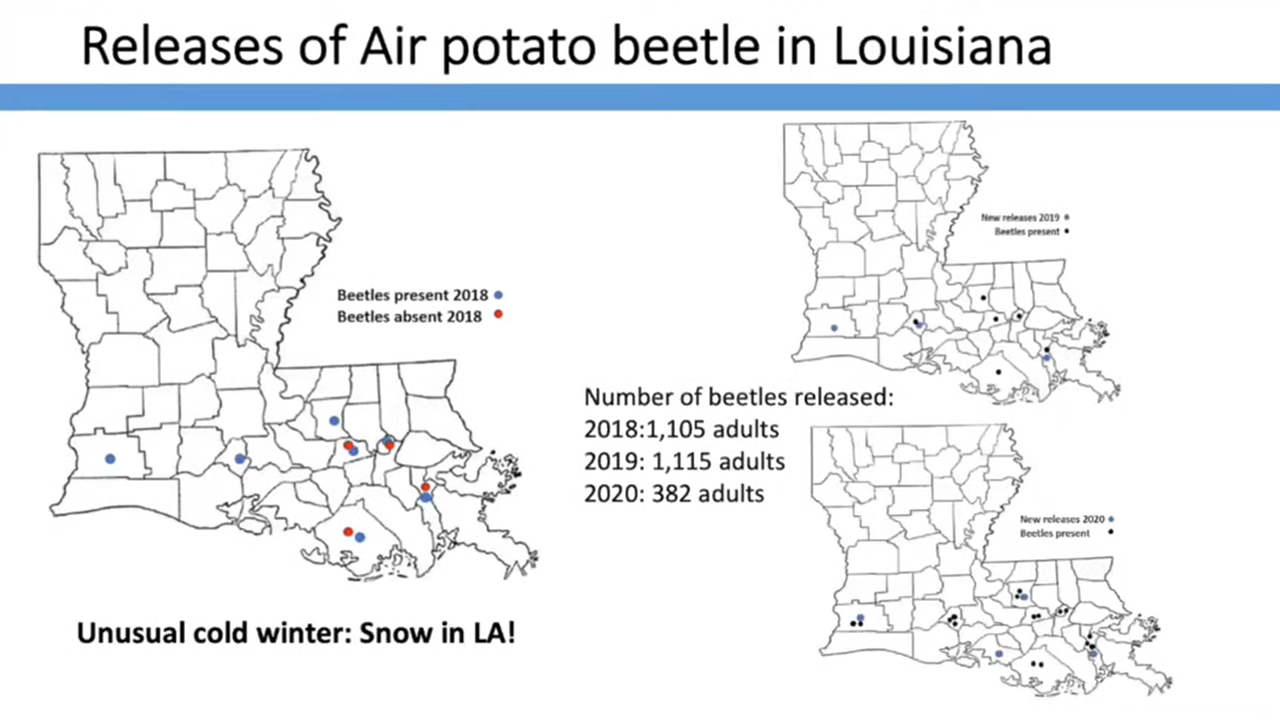 Releases of Air potato beetle in Louisiana
Beetles present 2018
Beetles absent 2018
Unusual cold winter: Snow in LA!
Number of beetles released:
2018:1,105 adults
2019: 1,115 adults
2020: 382 adults
New releases 2019
Beetles present
New releases 2020
Beetles present